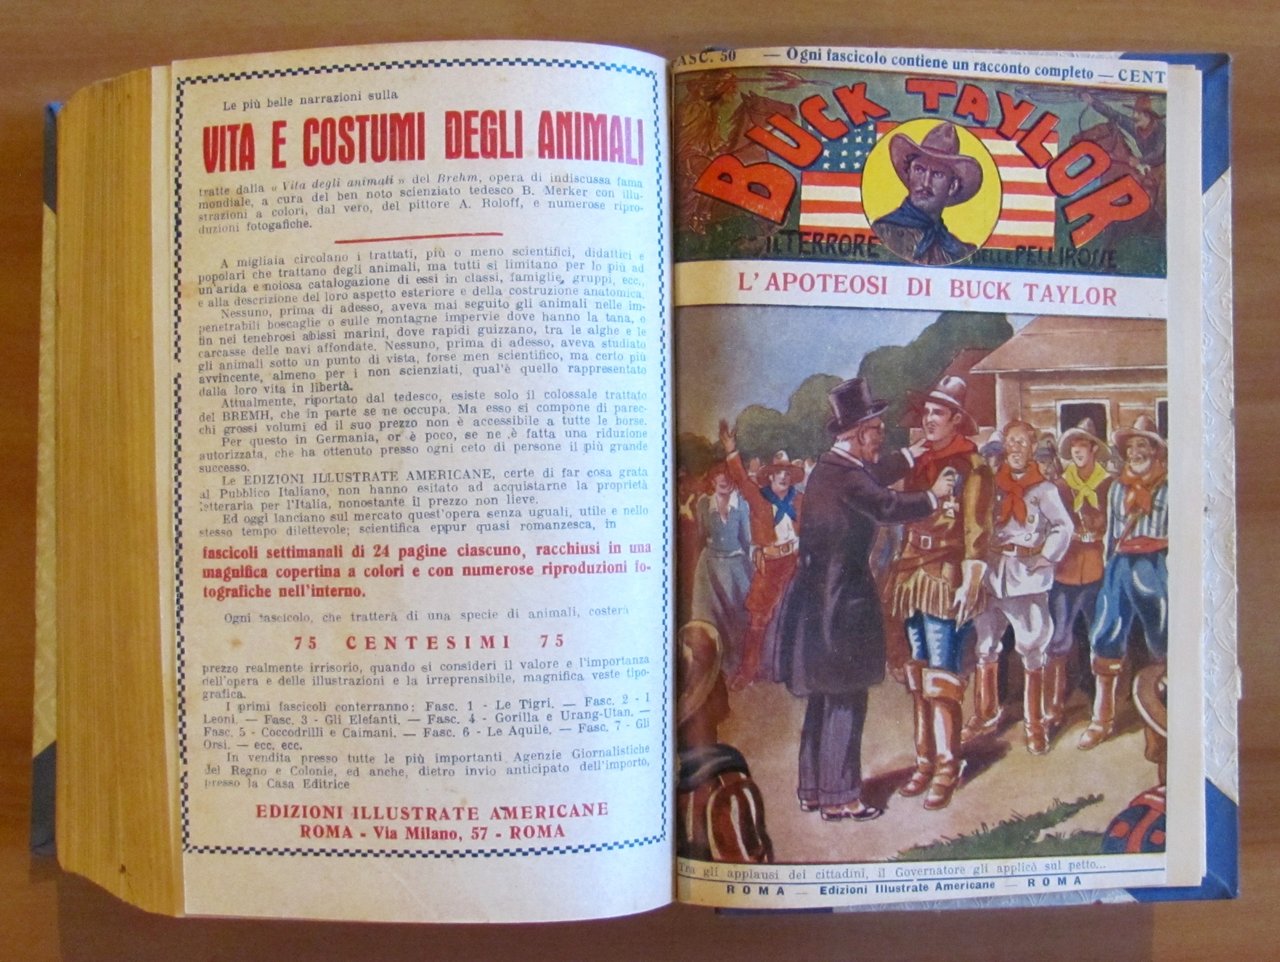 Le più belle narrazioni sulla
VITA E COSTUMI DEGLI ANIMALI
tratte dalla « Vita degli animali » del Brehm, opera di indiscussa fama
mondiale, a cura del ben noto scienziato tedesco B. Merker con illu-
strazioni a colori, dal vero, del pittore A. Roloff, e numerose ripro-
duzioni fotografiche.
A migliaia circolano i trattati, più o meno scientifici, didattici e
popolari che trattano degli animali, ma tutti si limitano per lo più ad
un'arida e noiosa catalogazione di essi in classi, famiglie, gruppi, ecc.,
e alla descrizione del loro aspetto esteriore e della costruzione anatomica.
Nessuno, prima di adesso, aveva mai seguito gli animali nelle im-
penetrabili boscaglie o sulle montagne impervie dove hanno la tana, o
fin nei tenebrosi abissi marini, dove rapidi guizzano, tra le alghe e le
carcasse delle navi affondate. Nessuno, prima di adesso, aveva studiato
gli animali sotto un punto di vista, forse men scientifico, ma certo più
avvincente, almeno per i non scienziati, qual'è quello rappresentato
dalla loro vita in libertà.
Attualmente, riportato dal tedesco, esiste solo il colossale trattato
del BREMH, che in parte se ne occupa. Ma esso si compone di parec-
chi grossi volumi ed il suo prezzo non è accessibile a tutte le borse.
Per questo in Germania, or è poco, se ne è fatta una riduzione
autorizzata, che ha ottenuto presso ogni ceto di persone il più grande
successo.
Le EDIZIONI ILLUSTRATE AMERICANE, certe di far cosa grata
al Pubblico Italiano, non hanno esitato ad acquistarne la proprietà
letteraria per l'Italia, nonostante il prezzo non lieve.
Ed oggi lanciano sul mercato quest'opera senza uguali, utile e nello
stesso tempo dilettevole; scientifica eppur quasi romanzesca, in
fascicoli settimanali di 24 pagine ciascuno, racchiusi in una
magnifica copertina a colori e con numerose riproduzioni fo-
tografiche nell'interno.
Ogni fascicolo, che tratterà di una specie di animali, costerà
75 CENTESIMI 75
prezzo realmente irrisorio, quando si consideri il valore e l'importanza
dell'opera e delle illustrazioni e la irreprensibile, magnifica veste tipo-
grafica.
I primi fascicoli conterranno: Fasc. 1 - Le Tigri. — Fasc. 2 - I
Leoni. — Fasc. 3 - Gli Elefanti. — Fasc. 4 - Gorilla e Urang-Utan. —
Fasc. 5 - Coccodrilli e Caimani. — Fasc. 6 - Le Aquile. — Fasc. 7 - Gli
Orsi. — ecc. ecc.
In vendita presso tutte le più importanti Agenzie Giornalistiche
del Regno e Colonie, ed anche, dietro invio anticipato dell'importo,
presso la Casa Editrice
EDIZIONI ILLUSTRATE AMERICANE
ROMA - Via Milano, 57 - ROMA
ASC. 50 — Ogni fascicolo contiene un racconto completo — CENT
BUCK TAYLOR
IL TERRORE DELLE PELLIROSSE
L'APOTEOSI DI BUCK TAYLOR
Tra gli applausi dei cittadini, il Governatore gli applicò sul petto...
ROMA — Edizioni Illustrate Americane — ROMA